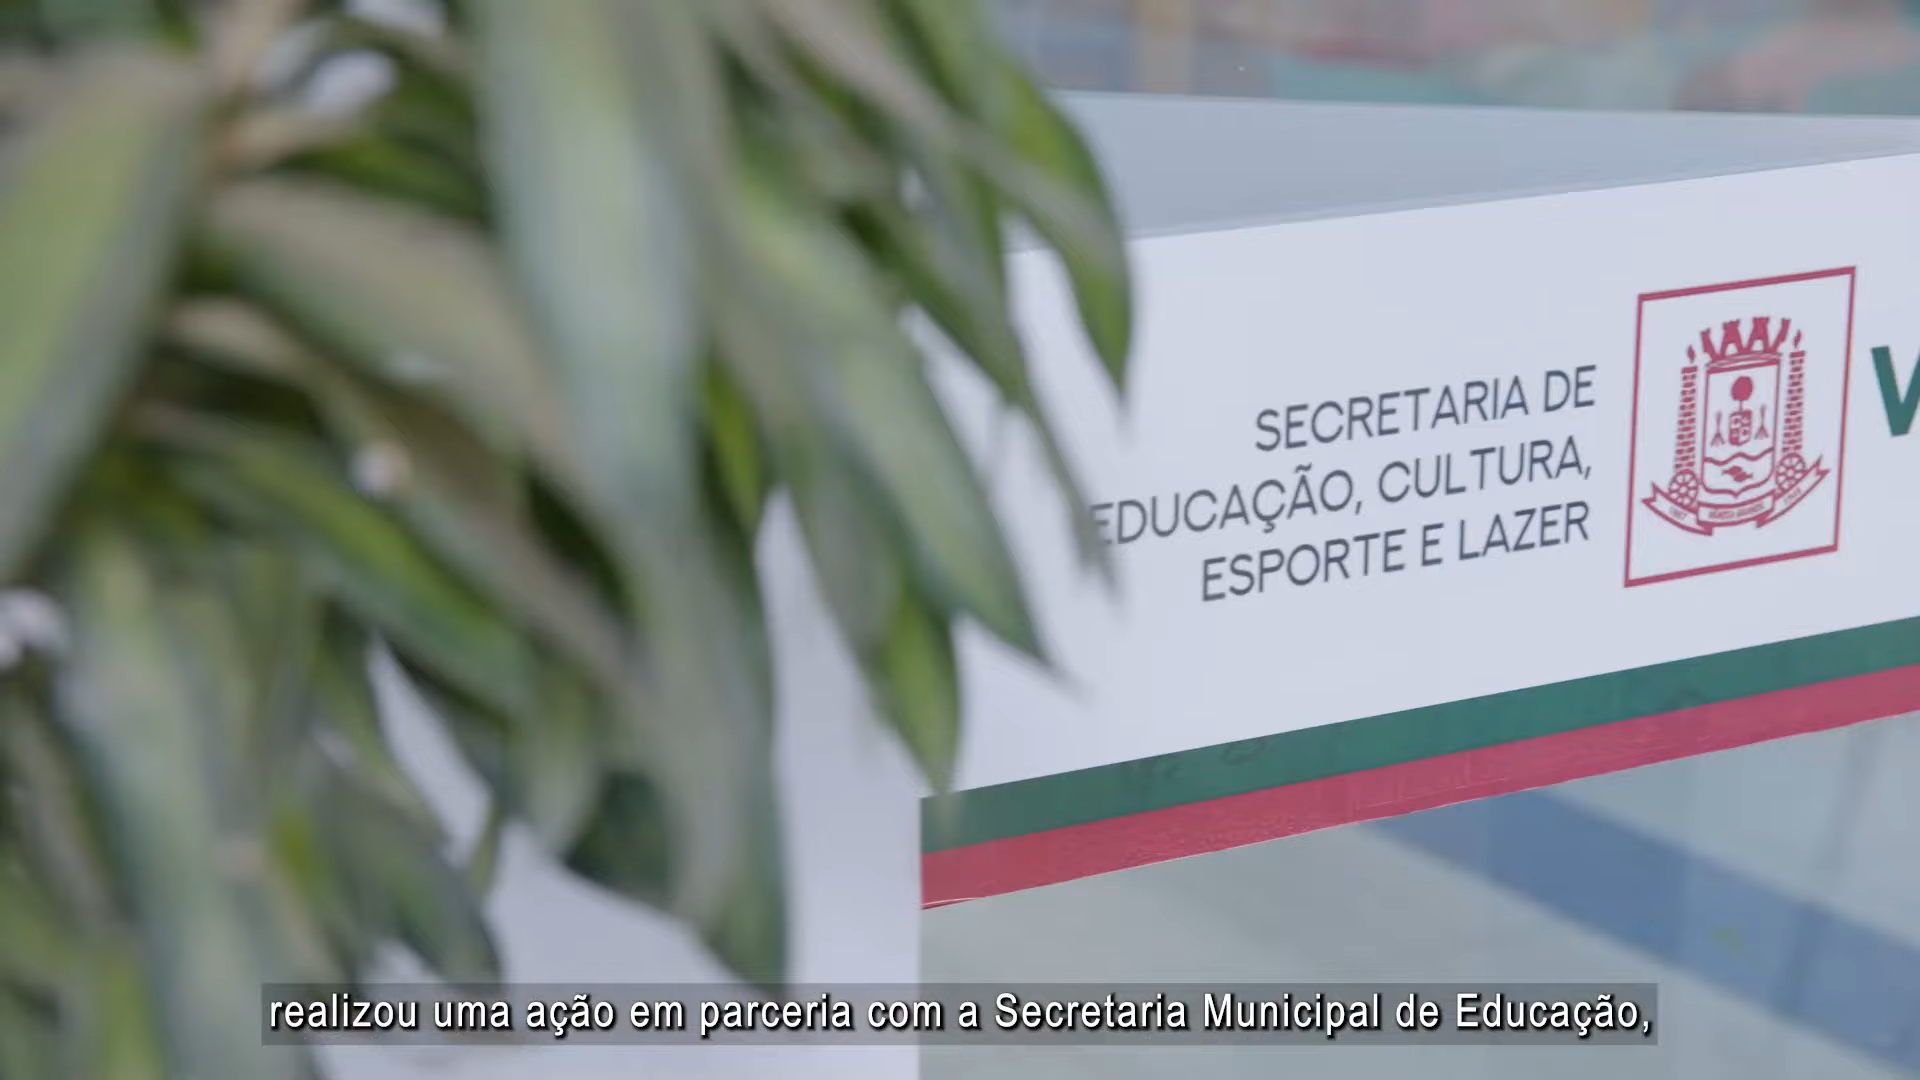 SECRETARIA DE
EDUCAÇÃO, CULTURA,
ESPORTE E LAZER
V
realizou uma ação em parceria com a Secretaria Municipal de Educação,